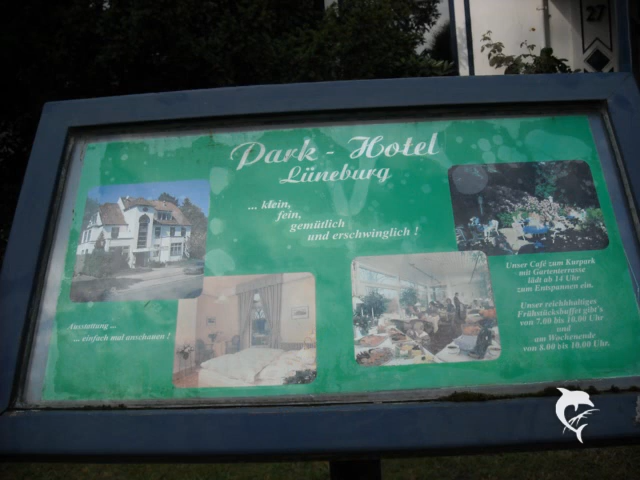 27
Park - Hotel
Lüneburg
... klein,
fein,
gemütlich
und erschwinglich !
Unser Café zum Kurpark
mit Gartenterrasse
lädt ab 14 Uhr
zum Entspannen ein.
Unser reichhaltiges
Frühstücksbuffet gibt's
von 7.00 bis 10.00 Uhr
und
am Wochenende
von 8.00 bis 10.00 Uhr.
Ausstattung ...
... einfach mal anschauen !